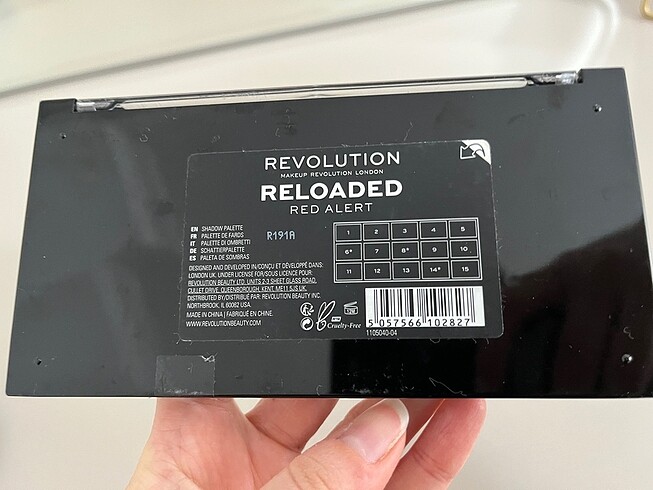 REVOLUTION
MAKEUP REVOLUTION LONDON
RELOADED
RED ALERT
EN SHADOW PALETTE
FR PALETTE DE FARDS
IT PALETTE DI OMBRETTI
DE SCHATTIERPALETTE
ES PALETA DE SOMBRAS
R191A
1 2 3 4 5
6* 7 8* 9 10
11 12 13 14* 15
DESIGNED AND DEVELOPED IN/CONÇU ET DÉVELOPPÉ DANS:
LONDON UK. UNDER LICENSE FOR/SOUS LICENCE POUR:
REVOLUTION BEAUTY LTD. UNITS 2-3 SHEET GLASS ROAD,
CULLET DRIVE, QUEENBOROUGH, KENT, ME11 5JS UK.
DISTRIBUTED BY/DISTRIBUÉ PAR: REVOLUTION BEAUTY INC.
NORTHBROOK, IL 60062 USA.
MADE IN CHINA | FABRIQUÉ EN CHINE.
WWW.REVOLUTIONBEAUTY.COM
Cruelty-Free
12M
5 057566 102827
1105040-04